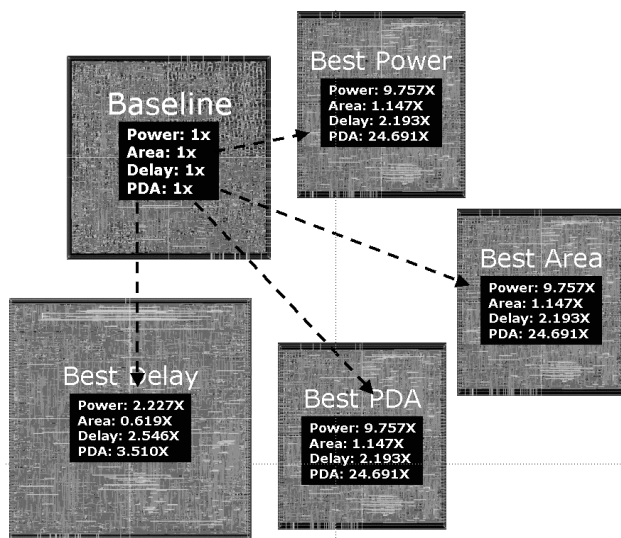 Baseline
Power: 1x
Area: 1x
Delay: 1x
PDA: 1x
Best Power
Power: 9.757X
Area: 1.147X
Delay: 2.193X
PDA: 24.691X
Best Area
Power: 9.757X
Area: 1.147X
Delay: 2.193X
PDA: 24.691X
Best Delay
Power: 2.227X
Area: 0.619X
Delay: 2.546X
PDA: 3.510X
Best PDA
Power: 9.757X
Area: 1.147X
Delay: 2.193X
PDA: 24.691X